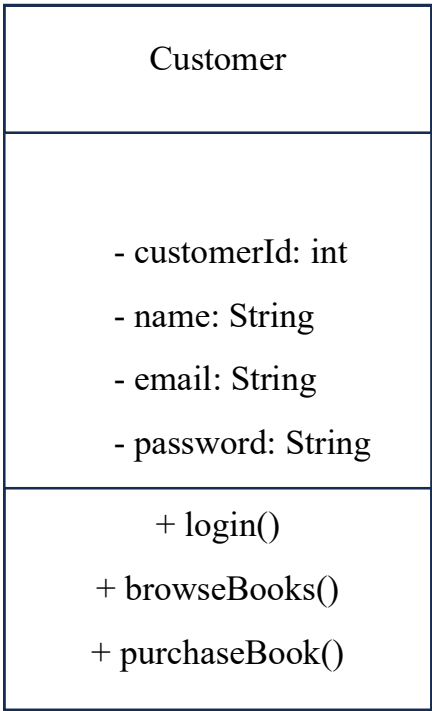 Customer
- customerId: int
- name: String
- email: String
- password: String
+ login()
+ browseBooks()
+ purchaseBook()